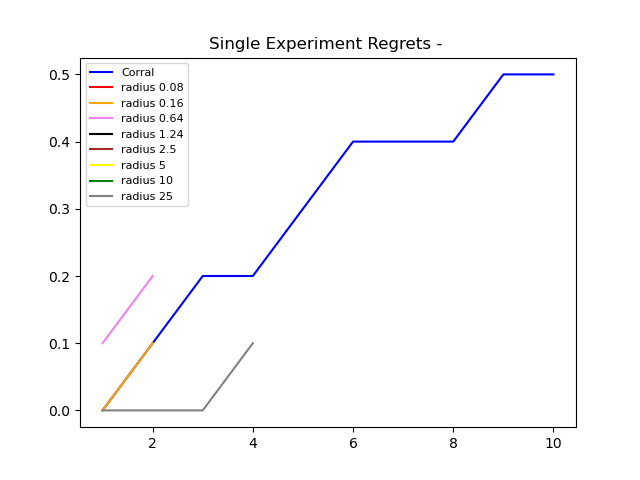 Single Experiment Regrets -
Corral
radius 0.08
radius 0.16
radius 0.64
radius 1.24
radius 2.5
radius 5
radius 10
radius 25
0.5
0.4
0.3
0.2
0.1
0.0
2 4 6 8 10